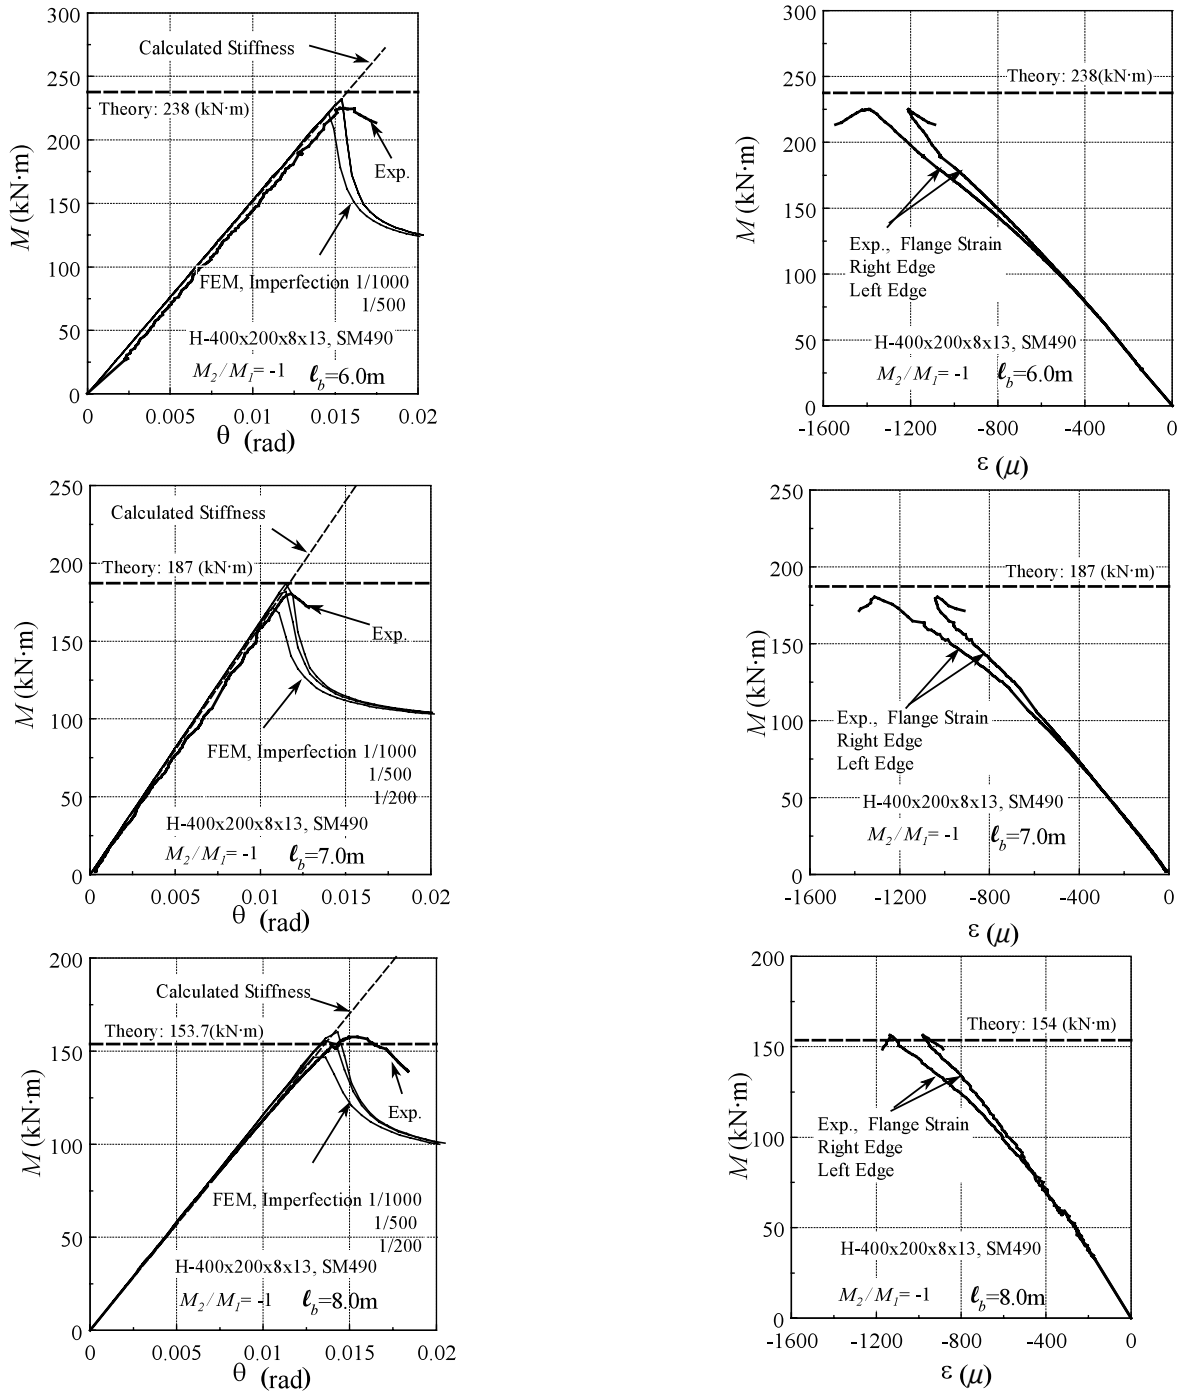 300
250
200
150
100
50
0
M (kN·m)
Calculated Stiffness
Theory: 238 (kN·m)
Exp.
FEM, Imperfection 1/1000
1/500
H-400x200x8x13, SM490
M2/M1= -1 ℓb=6.0m
0 0.005 0.01 0.015 0.02
θ (rad)
300
250
200
150
100
50
0
M (kN·m)
Theory: 238(kN·m)
Exp., Flange Strain
Right Edge
Left Edge
H-400x200x8x13, SM490
M2/M1= -1 ℓb=6.0m
-1600 -1200 -800 -400 0
ε (μ)
250
200
150
100
50
0
M (kN·m)
Calculated Stiffness
Theory: 187 (kN·m)
Exp.
FEM, Imperfection 1/1000
1/500
1/200
H-400x200x8x13, SM490
M2/M1= -1 ℓb=7.0m
0 0.005 0.01 0.015 0.02
θ (rad)
250
200
150
100
50
0
M (kN·m)
Theory: 187 (kN·m)
Exp., Flange Strain
Right Edge
Left Edge
H-400x200x8x13, SM490
M2/M1= -1 ℓb=7.0m
-1600 -1200 -800 -400 0
ε (μ)
200
150
100
50
0
M (kN·m)
Calculated Stiffness
Theory: 153.7(kN·m)
Exp.
FEM, Imperfection 1/1000
1/500
1/200
H-400x200x8x13, SM490
M2/M1= -1 ℓb=8.0m
0 0.005 0.01 0.015 0.02
θ (rad)
200
150
100
50
0
M (kN·m)
Theory: 154 (kN·m)
Exp., Flange Strain
Right Edge
Left Edge
H-400x200x8x13, SM490
M2/M1= -1 ℓb=8.0m
-1600 -1200 -800 -400 0
ε (μ)